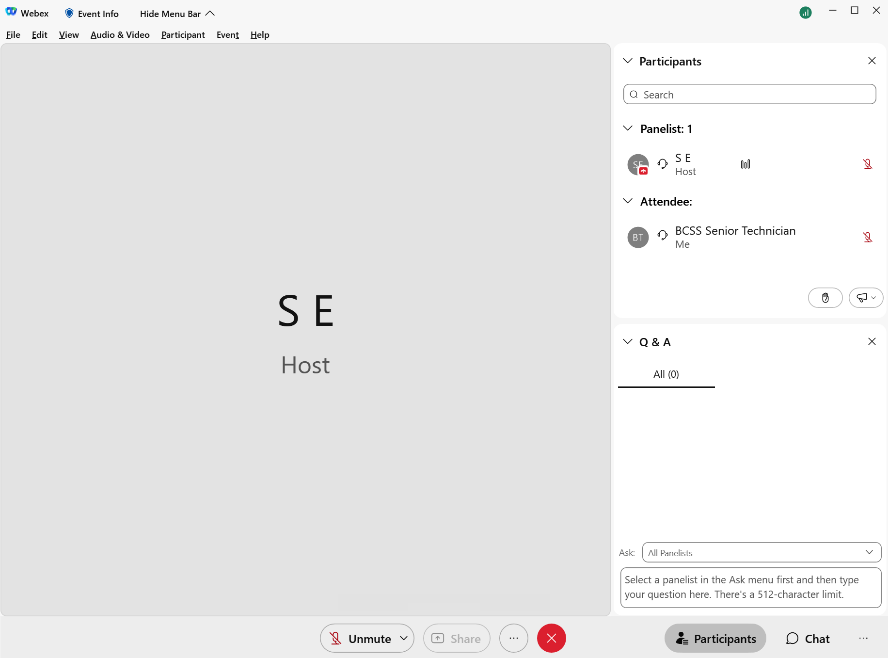 Webex Event Info Hide Menu Bar
File Edit View Audio & Video Participant Event Help
S E
Host
Participants
Search
Panelist: 1
SE S E
Host
Attendee:
BT BCSS Senior Technician
Me
Q & A
All (0)
Ask: All Panelists
Select a panelist in the Ask menu first and then type
your question here. There's a 512-character limit.
Unmute Share ... Participants Chat ...